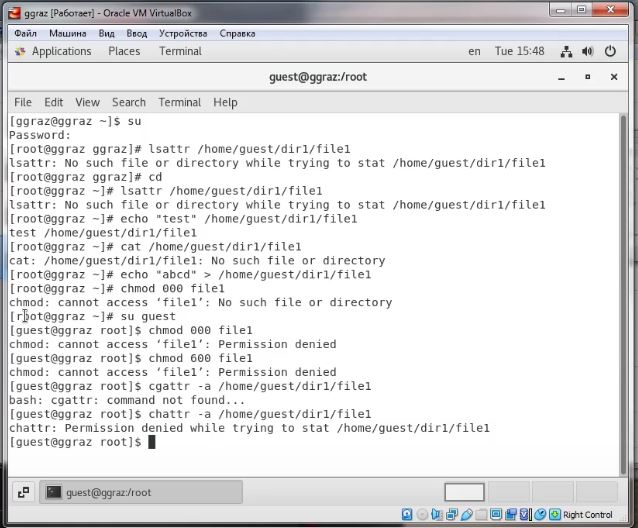 ggraz [Работает] - Oracle VM VirtualBox
Файл Машина Вид Ввод Устройства Справка
Applications Places Terminal en Tue 15:48
guest@ggraz:/root
File Edit View Search Terminal Help
[ggraz@ggraz ~]$ su
Password:
[root@ggraz ggraz]# lsattr /home/guest/dir1/file1
lsattr: No such file or directory while trying to stat /home/guest/dir1/file1
[root@ggraz ggraz]# cd
[root@ggraz ~]# lsattr /home/guest/dir1/file1
lsattr: No such file or directory while trying to stat /home/guest/dir1/file1
[root@ggraz ~]# echo "test" /home/guest/dir1/file1
test /home/guest/dir1/file1
[root@ggraz ~]# cat /home/guest/dir1/file1
cat: /home/guest/dir1/file1: No such file or directory
[root@ggraz ~]# echo "abcd" > /home/guest/dir1/file1
[root@ggraz ~]# chmod 000 file1
chmod: cannot access ‘file1’: No such file or directory
[root@ggraz ~]# su guest
[guest@ggraz root]$ chmod 000 file1
chmod: cannot access ‘file1’: Permission denied
[guest@ggraz root]$ chmod 600 file1
chmod: cannot access ‘file1’: Permission denied
[guest@ggraz root]$ cgattr -a /home/guest/dir1/file1
bash: cgattr: command not found...
[guest@ggraz root]$ chattr -a /home/guest/dir1/file1
chattr: Permission denied while trying to stat /home/guest/dir1/file1
[guest@ggraz root]$
guest@ggraz:/root
Right Control